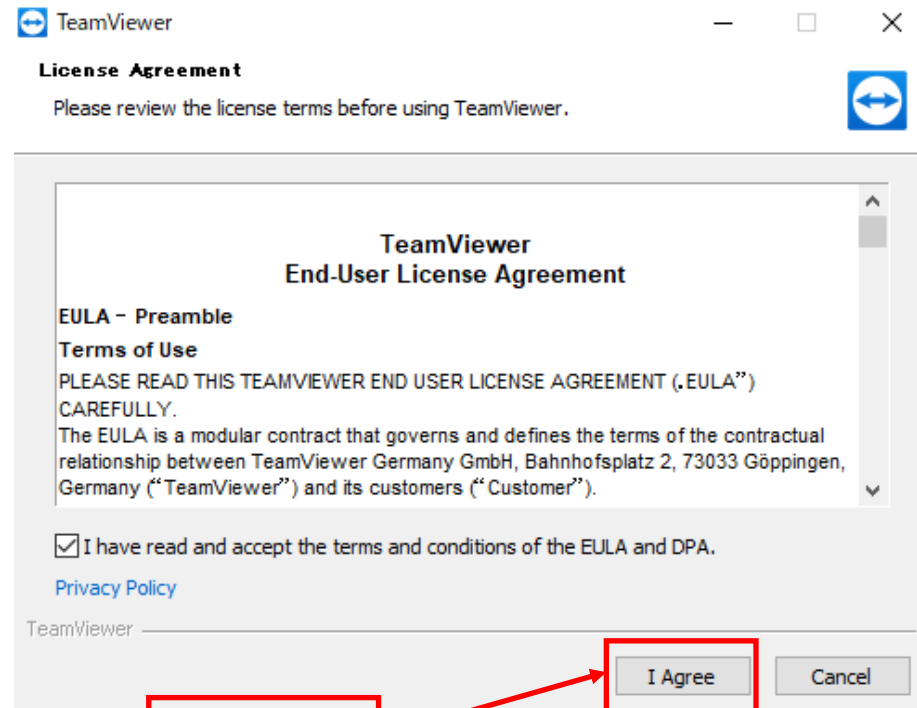 TeamViewer
License Agreement
Please review the license terms before using TeamViewer.
TeamViewer
End-User License Agreement
EULA - Preamble
Terms of Use
PLEASE READ THIS TEAMVIEWER END USER LICENSE AGREEMENT (.EULA”)
CAREFULLY.
The EULA is a modular contract that governs and defines the terms of the contractual
relationship between TeamViewer Germany GmbH, Bahnhofsplatz 2, 73033 Göppingen,
Germany (“TeamViewer”) and its customers (“Customer”).
I have read and accept the terms and conditions of the EULA and DPA.
Privacy Policy
TeamViewer
I Agree
Cancel